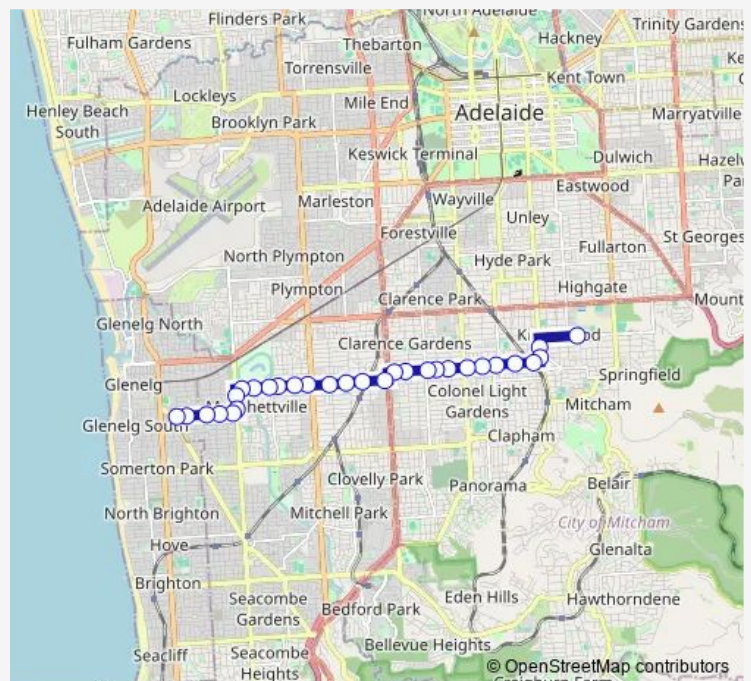 North Adelaide
Flinders Park
Trinity Gardens
Hackney
Fulham Gardens
Thebarton
Torrensville
Kent Town
Lockleys
Mile End
Henley Beach
South
Adelaide
Marryatville
Brooklyn Park
Keswick Terminal
Dulwich
Eastwood
Adelaide Airport
Marleston
Wayville
Unley
Forestville
St Georges
Fullarton
North Plympton
Hyde Park
Plympton
Highgate
Clarence Park
Mount
Glenelg North
Clarence Gardens
Springfield
Glenelg
Colonel Light
Gardens
Mitcham
Glenelg South
Clapham
Somerton Park
Clovelly Park
Panorama
Belair
North Brighton
Mitchell Park
City of Mitcham
Hove
Glenalta
Brighton
Seacombe
Gardens
Bedford Park
Eden Hills
Hawthorndene
Seacliff
Seacombe
Heights
Bellevue Heights
© OpenStreetMap contributors